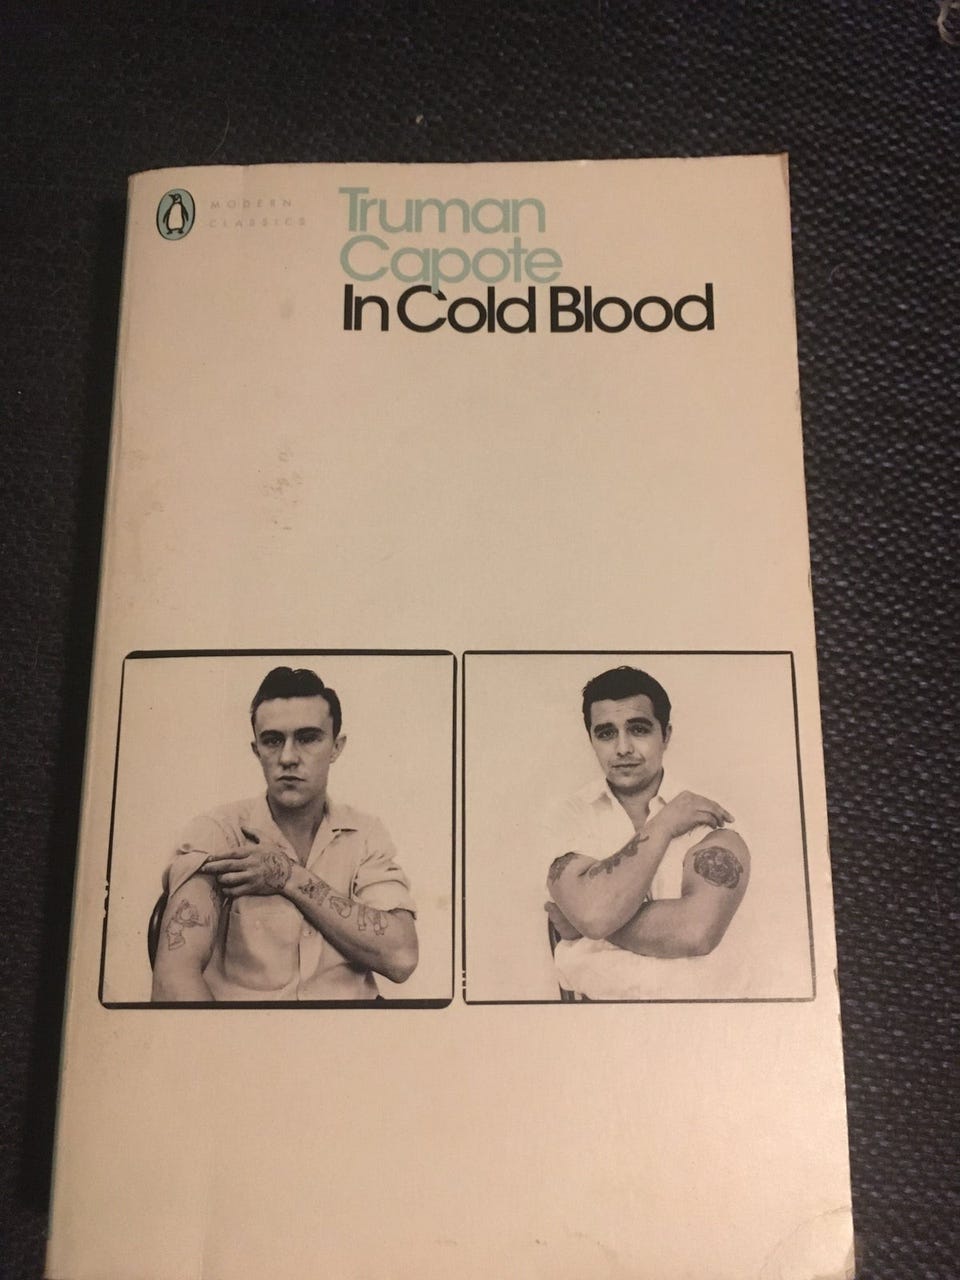 MODERN
CLASSICS
Truman
Capote
In Cold Blood